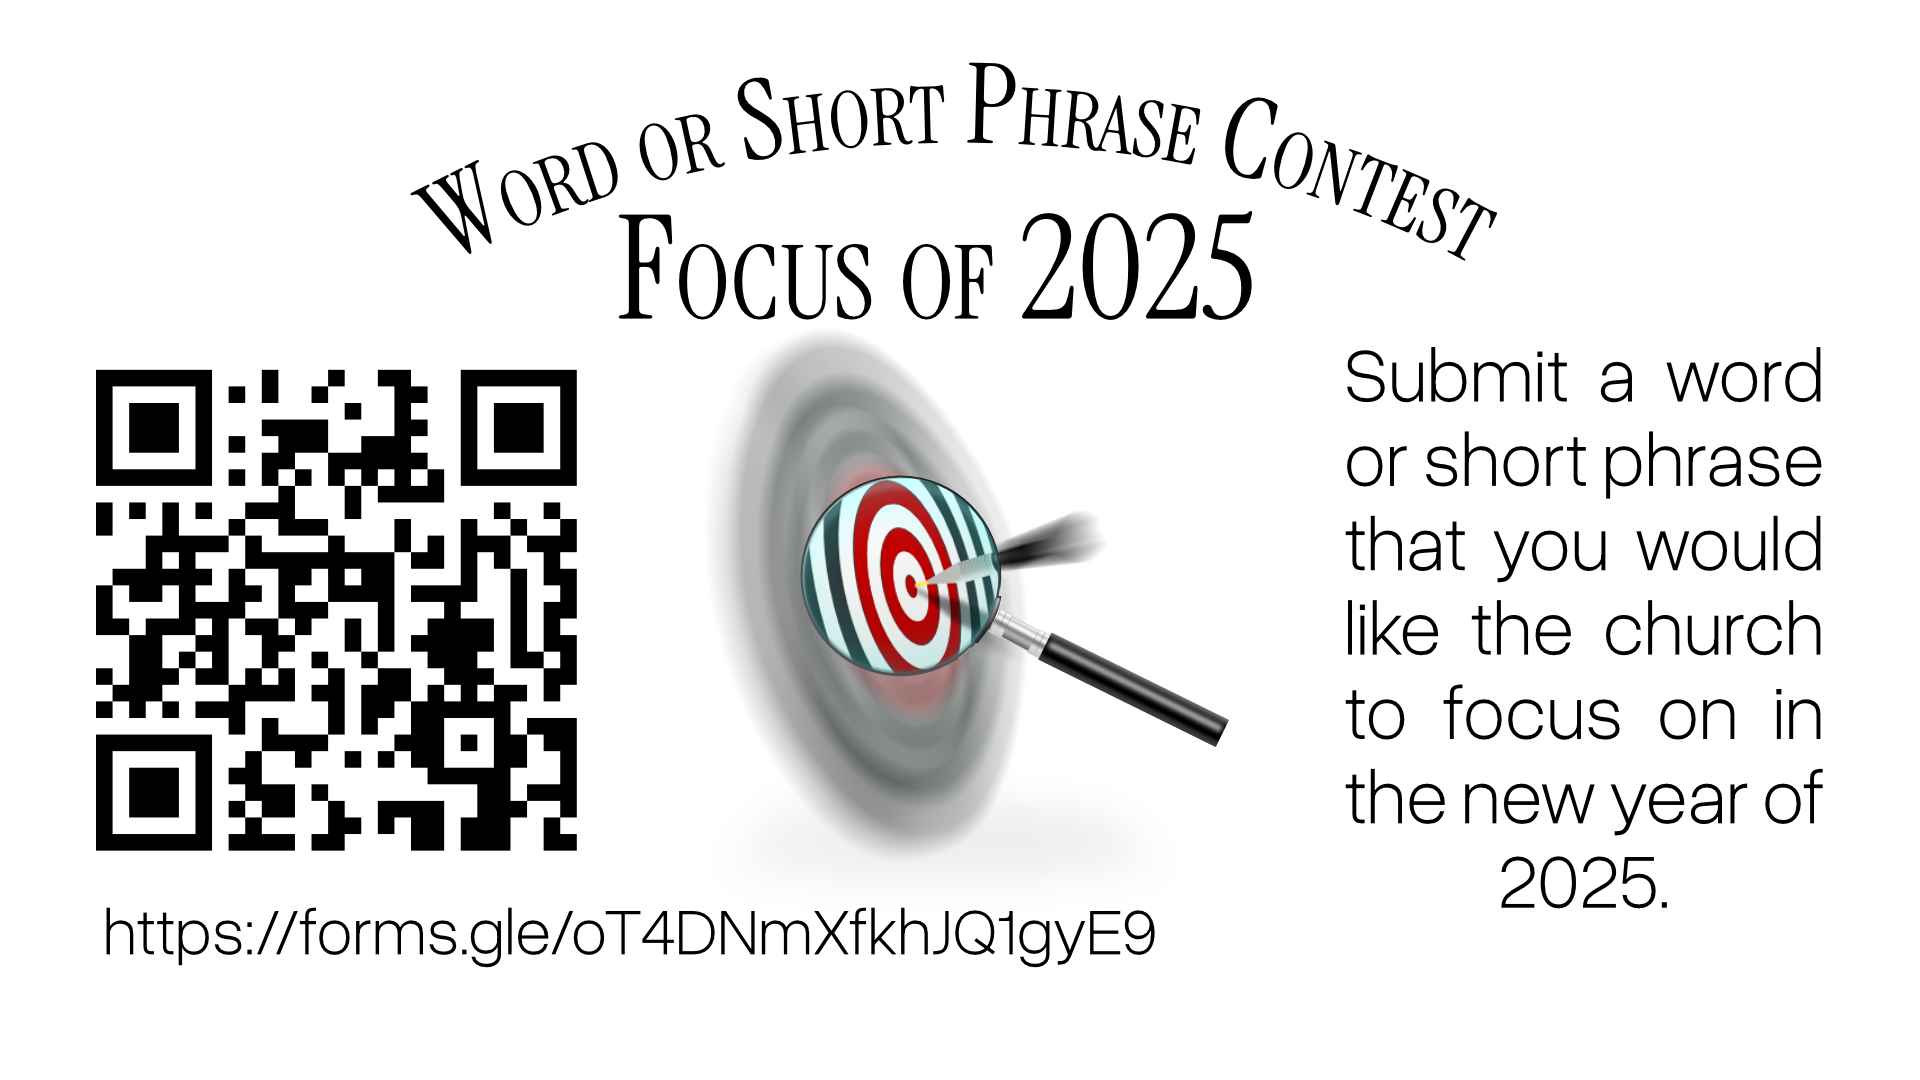 Word or Short Phrase Contest
Focus of 2025
Submit a word
or short phrase
that you would
like the church
to focus on in
the new year of
2025.
https://forms.gle/oT4DNmXfkhJQ1gyE9